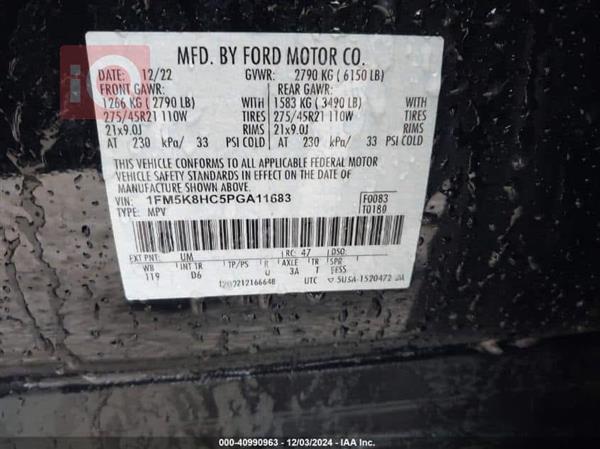 iQ
MFD. BY FORD MOTOR CO.
DATE: 12/22 GVWR: 2790 KG ( 6150 LB)
FRONT GAWR: REAR GAWR:
1266 KG ( 2790 LB) WITH 1583 KG ( 3490 LB) WITH
275/45R21 110W TIRES 275/45R21 110W TIRES
21x9.0J RIMS 21x9.0J RIMS
AT 230 kPa/ 33 PSI COLD AT 230 kPa/ 33 PSI COLD
THIS VEHICLE CONFORMS TO ALL APPLICABLE FEDERAL MOTOR
VEHICLE SAFETY AND THEFT PREVENTION STANDARDS IN
EFFECT ON THE DATE OF MANUFACTURE SHOWN ABOVE.
VIN: 1FM5K8HC5PGA11683 F0083
TYPE: MPV T0180
EXT PNT: UM RC: 47 DSO:
WB INT TR TP/PS R AXLE TR SPR
119 D6 U 3A T
UTC
000-40990963 - 12/03/2024 - IAA Inc.